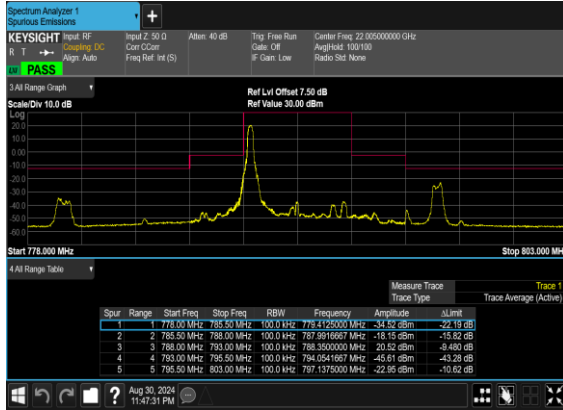 Spectrum Analyzer 1
Spurious Emissions
+
KEYSIGHT Input: RF Input Z: 50 Ω Atten: 40 dB Trig: Free Run Center Freq: 22.005000000 GHz
R T Coupling: DC Corr CCorr Gate: Off Avg|Hold: 100/100
Align: Auto Freq Ref: Int (S) IF Gain: Low Radio Std: None
PASS
3 All Range Graph
Ref Lvl Offset 7.50 dB
Scale/Div 10.0 dB Ref Value 30.00 dBm
Log
20.0
10.0
0.00
-10.0
-20.0
-30.0
-40.0
-50.0
-60.0
Start 778.000 MHz Stop 803.000 MH
4 All Range Table
Measure Trace Trace 1
Trace Type Trace Average (Active)
Spur Range Start Freq Stop Freq RBW Frequency Amplitude ΔLimit
1 1 778.00 MHz 785.50 MHz 100.0 kHz 779.4125000 MHz -34.52 dBm -22.19 dB
2 2 785.50 MHz 788.00 MHz 100.0 kHz 787.9916667 MHz -18.15 dBm -15.82 dB
3 3 788.00 MHz 793.00 MHz 100.0 kHz 788.3500000 MHz 20.52 dBm -9.480 dB
4 4 793.00 MHz 795.50 MHz 100.0 kHz 794.0541667 MHz -45.61 dBm -43.28 dB
5 5 795.50 MHz 803.00 MHz 100.0 kHz 797.1375000 MHz -22.95 dBm -10.62 dB
?
Aug 30, 2024
11:47:31 PM